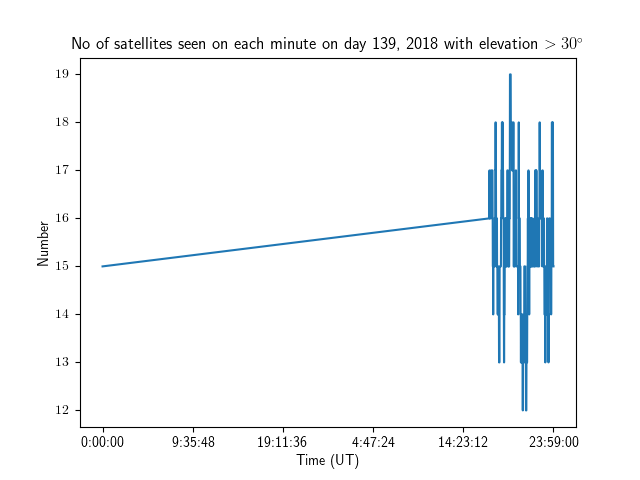 No of satellites seen on each minute on day 139, 2018 with elevation > 30°
19
18
17
16
15
14
13
12
Number
0:00:00 9:35:48 19:11:36 4:47:24 14:23:12 23:59:00
Time (UT)